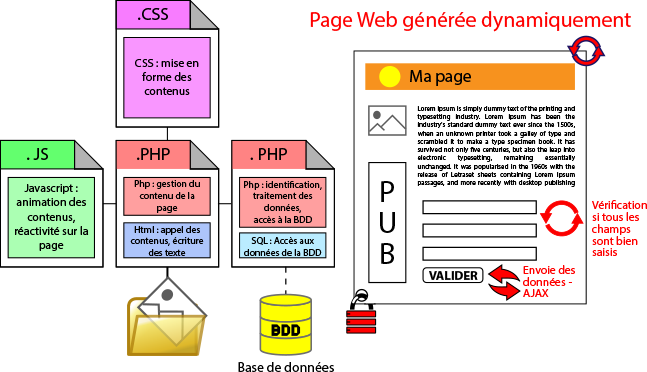 .CSS
CSS : mise en
forme des
contenus
. JS
Javascript :
animation des
contenus,
réactivité sur la
page
.PHP
Php : gestion du
contenu de la
page
Html : appel des
contenus, écriture
des texte
. PHP
Php : identification,
traitement des
données,
accès à la BDD
SQL : Accès aux
données de la BDD
BDD
Base de données
Page Web générée dynamiquement
Ma page
Lorem Ipsum is simply dummy text of the printing and
typesetting industry. Lorem Ipsum has been the
industry's standard dummy text ever since the 1500s,
when an unknown printer took a galley of type and
scrambled it to make a type specimen book. It has
survived not only five centuries, but also the leap into
electronic typesetting, remaining essentially
unchanged. It was popularised in the 1960s with the
release of Letraset sheets containing Lorem Ipsum
passages, and more recently with desktop publishing
P
U
B
VALIDER
Vérification
si tous les
champs
sont bien
saisis
Envoie des
données -
AJAX